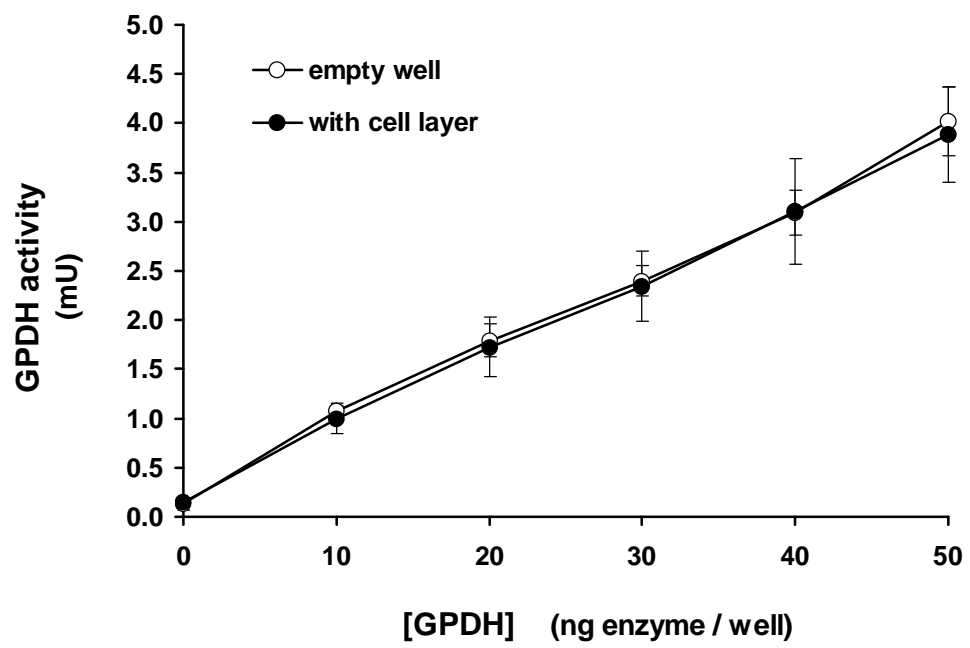 5.0
4.5
4.0
3.5
3.0
2.5
2.0
1.5
1.0
0.5
0.0
empty well
with cell layer
GPDH activity
(mU)
0 10 20 30 40 50
[GPDH] (ng enzyme / well)